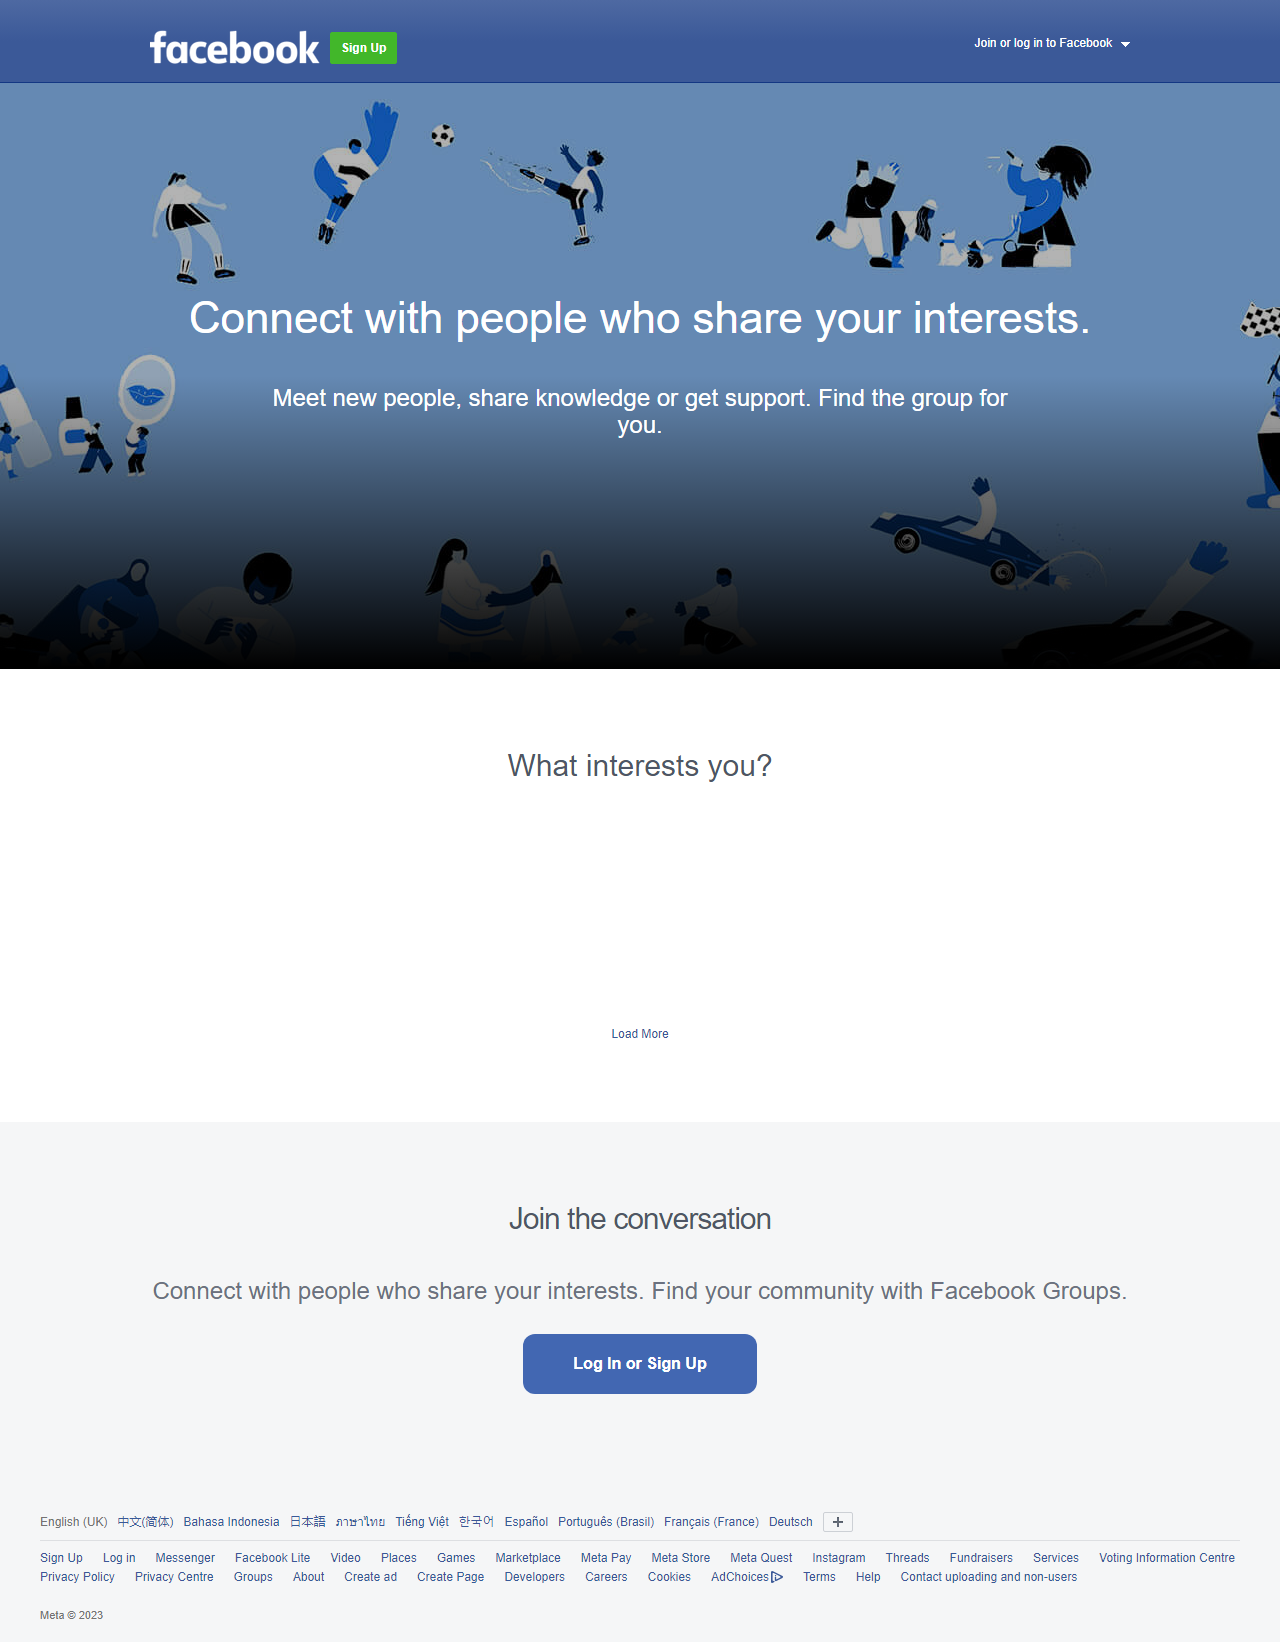 facebook
Sign Up
Join or log in to Facebook
Connect with people who share your interests.
Meet new people, share knowledge or get support. Find the group for
you.
What interests you?
Load More
Join the conversation
Connect with people who share your interests. Find your community with Facebook Groups.
Log In or Sign Up
English (UK) 中文(简体) Bahasa Indonesia 日本語 ภาษาไทย Tiếng Việt 한국어 Español Português (Brasil) Français (France) Deutsch
Sign Up Log in Messenger Facebook Lite Video Places Games Marketplace Meta Pay Meta Store Meta Quest Instagram Threads Fundraisers Services Voting Information Centre
Privacy Policy Privacy Centre Groups About Create ad Create Page Developers Careers Cookies AdChoices Terms Help Contact uploading and non-users
Meta © 2023